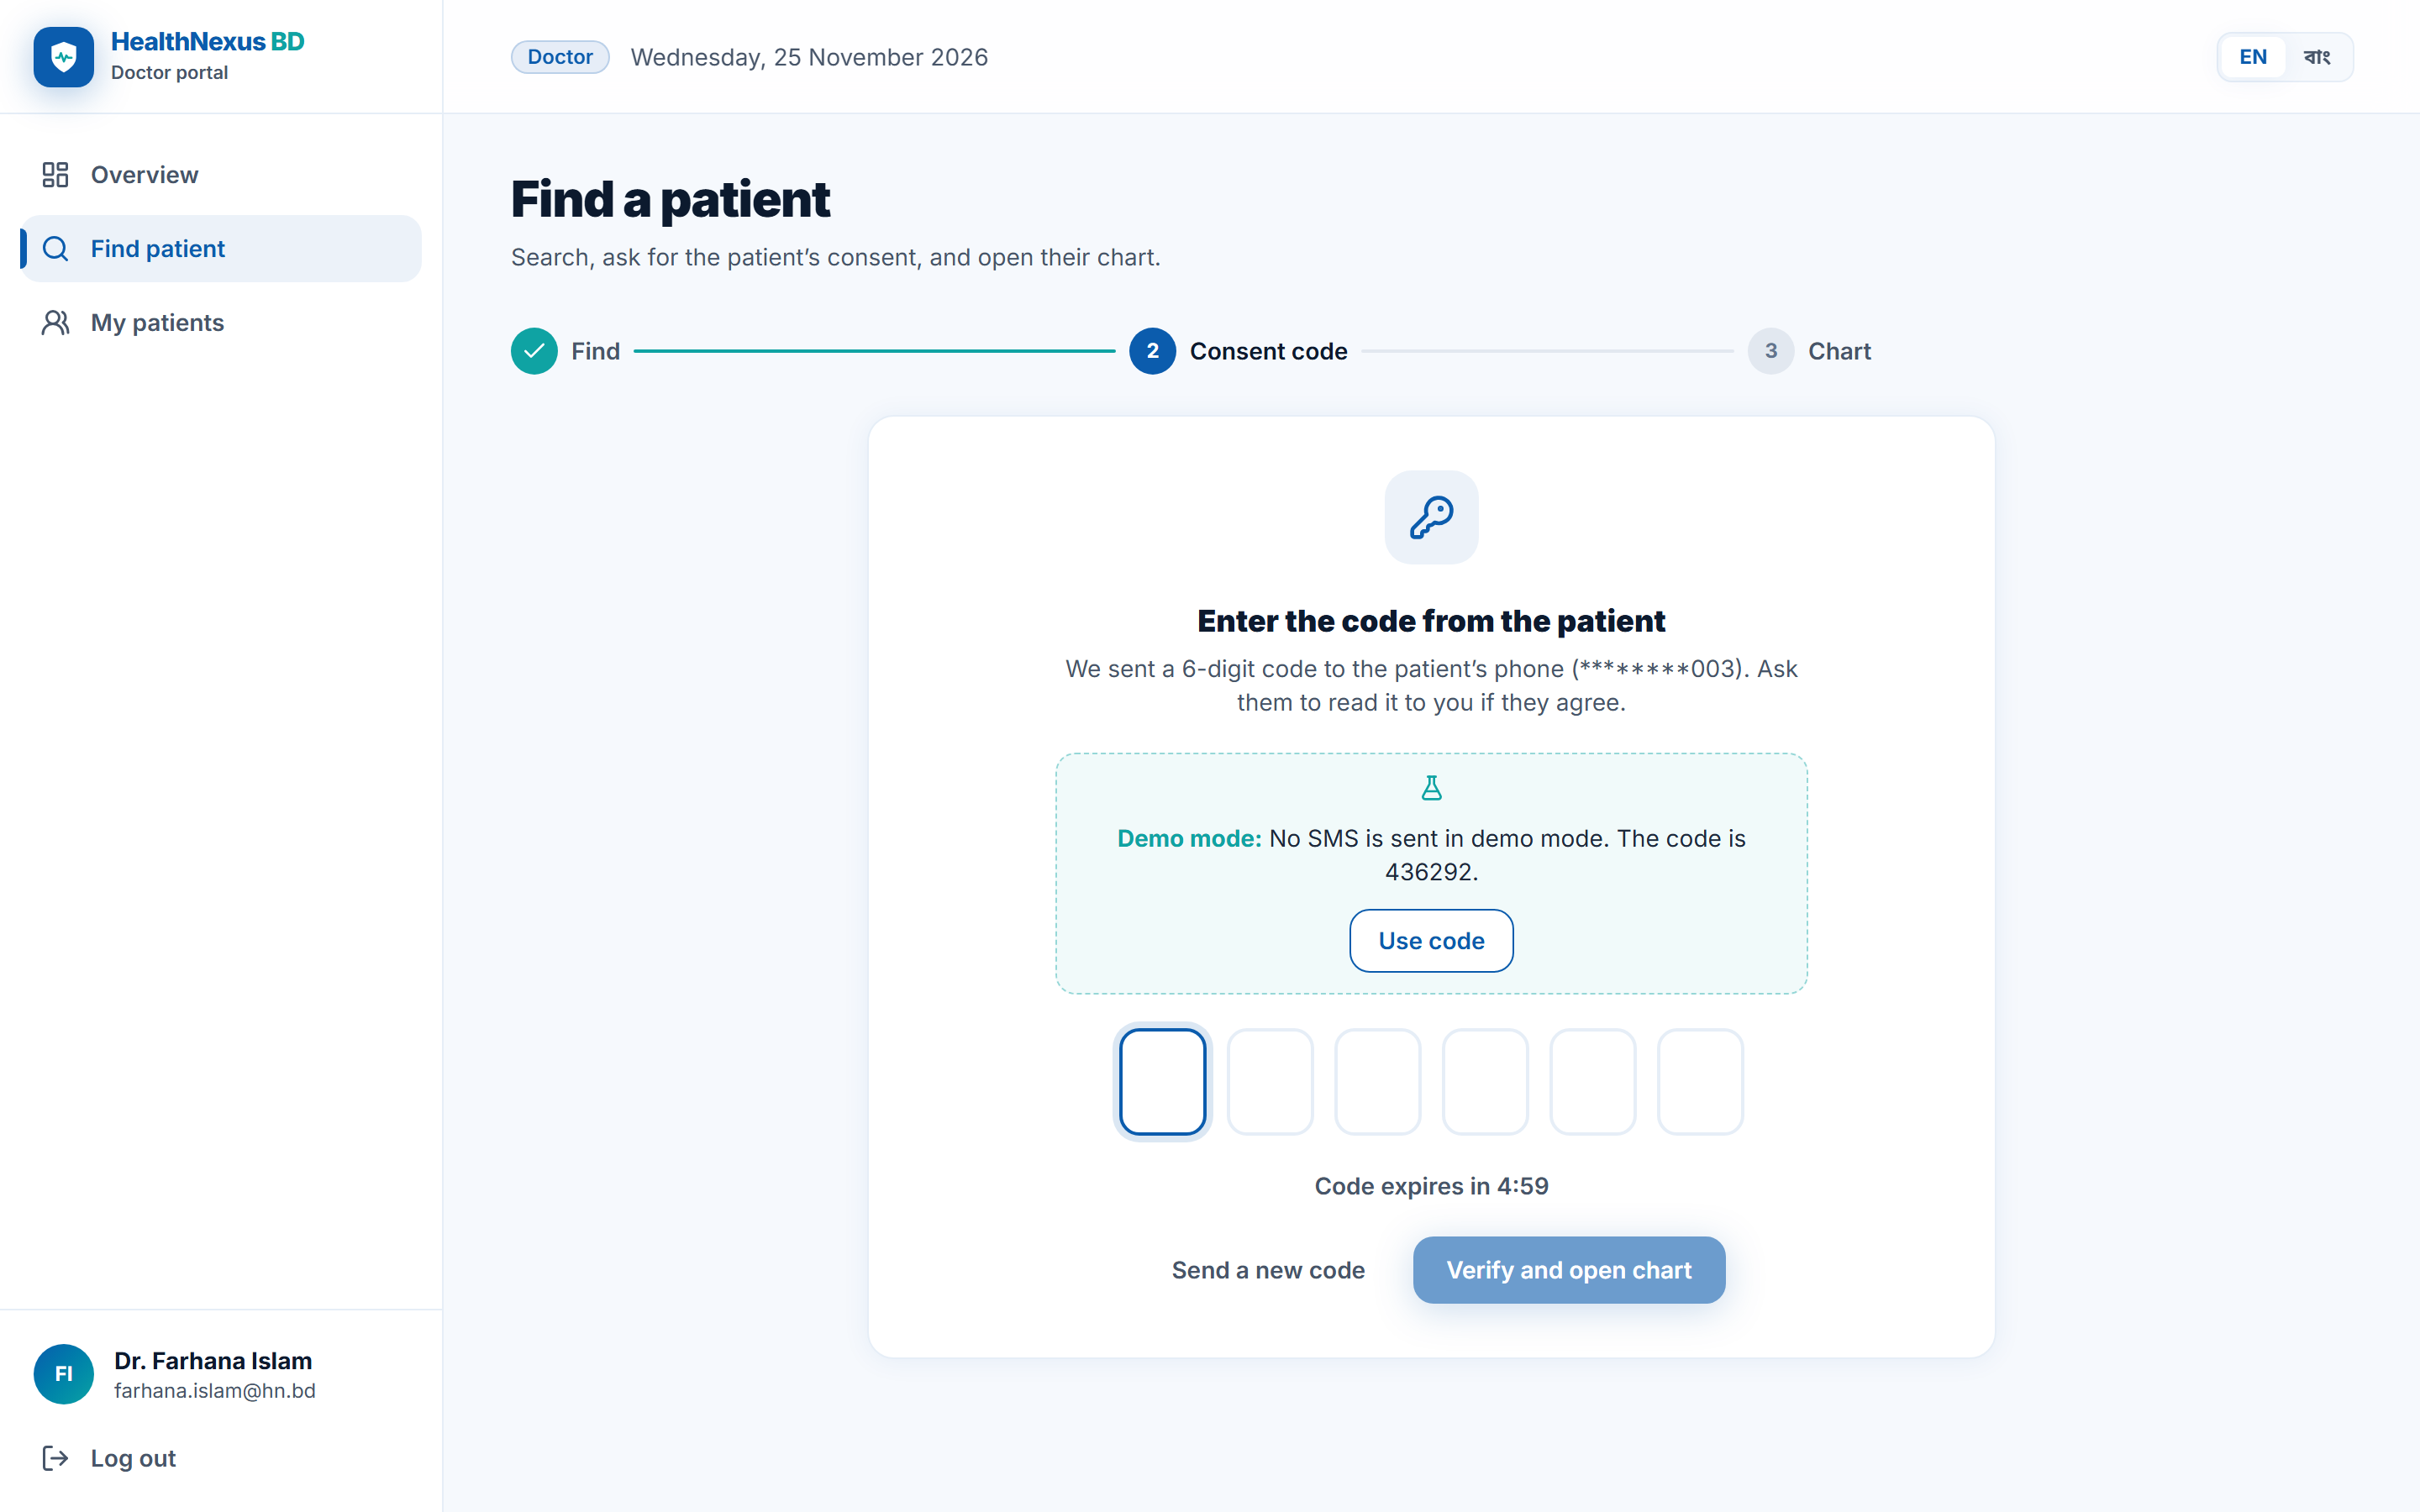 HealthNexus BD
Doctor portal
Doctor
Wednesday, 25 November 2026
EN
বাং
Overview
Find patient
My patients
Find a patient
Search, ask for the patient’s consent, and open their chart.
Find
2
Consent code
3
Chart
Enter the code from the patient
We sent a 6-digit code to the patient’s phone (********003). Ask
them to read it to you if they agree.
Demo mode: No SMS is sent in demo mode. The code is
436292.
Use code
Code expires in 4:59
Send a new code
Verify and open chart
FI
Dr. Farhana Islam
farhana.islam@hn.bd
Log out